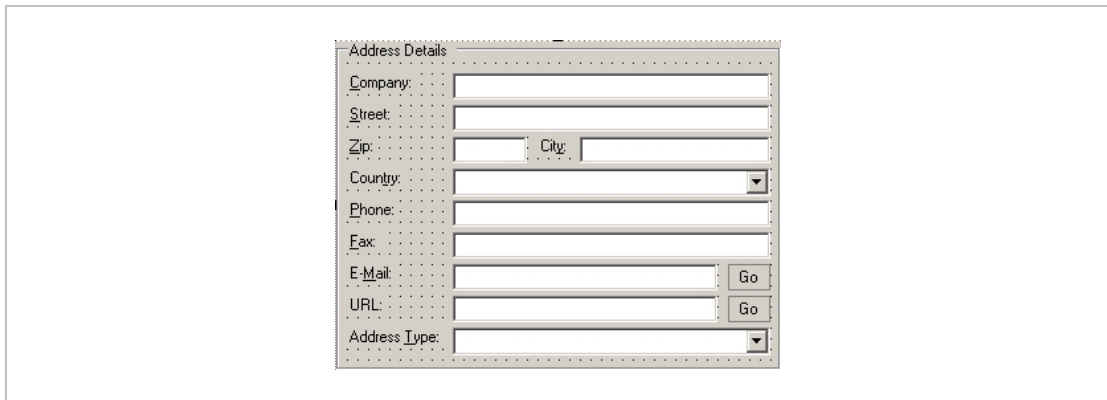 Address Details
Company:
Street:
Zip: City:
Country:
Phone:
Fax:
E-Mail: Go
URL: Go
Address Type: